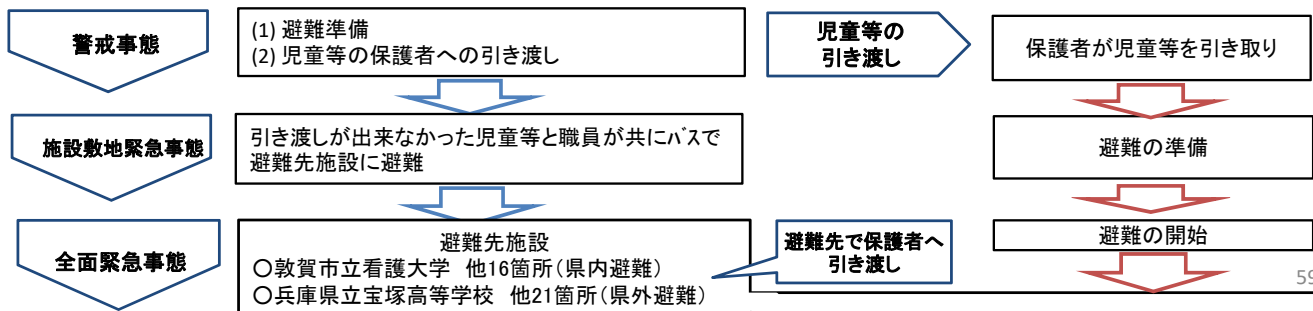 警戒事態
(1) 避難準備
(2) 児童等の保護者への引き渡し
児童等の
引き渡し
保護者が児童等を引き取り
施設敷地緊急事態
引き渡しが出来なかった児童等と職員が共にバスで
避難先施設に避難
避難の準備
全面緊急事態
避難先施設
〇敦賀市立看護大学 他16箇所(県内避難)
〇兵庫県立宝塚高等学校 他21箇所(県外避難)
避難先で保護者へ
引き渡し
避難の開始
59